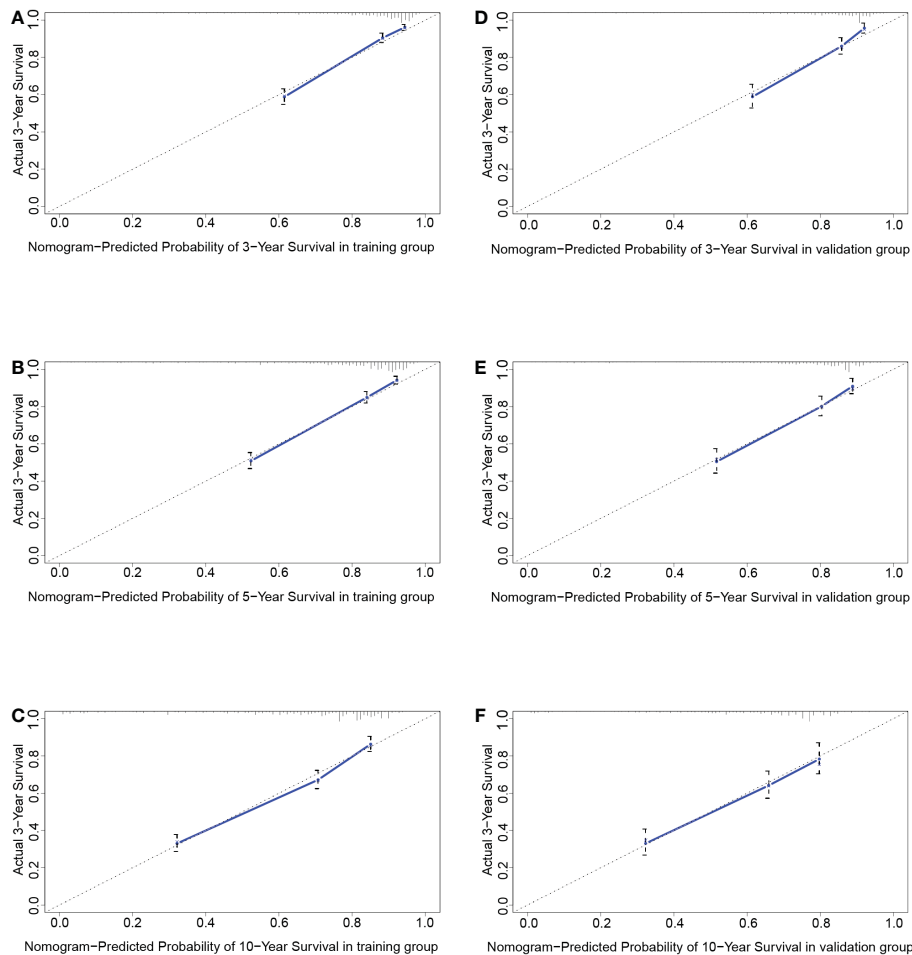 A
Actual 3−Year Survival
1.0
0.8
0.6
0.4
0.2
0.0
0.0 0.2 0.4 0.6 0.8 1.0
Nomogram−Predicted Probability of 3−Year Survival in training group
D
Actual 3−Year Survival
1.0
0.8
0.6
0.4
0.2
0.0
0.0 0.2 0.4 0.6 0.8 1.0
Nomogram−Predicted Probability of 3−Year Survival in validation group
B
Actual 3−Year Survival
1.0
0.8
0.6
0.4
0.2
0.0
0.0 0.2 0.4 0.6 0.8 1.0
Nomogram−Predicted Probability of 5−Year Survival in training group
E
Actual 3−Year Survival
1.0
0.8
0.6
0.4
0.2
0.0
0.0 0.2 0.4 0.6 0.8 1.0
Nomogram−Predicted Probability of 5−Year Survival in validation group
C
Actual 3−Year Survival
1.0
0.8
0.6
0.4
0.2
0.0
0.0 0.2 0.4 0.6 0.8 1.0
Nomogram−Predicted Probability of 10−Year Survival in training group
F
Actual 3−Year Survival
1.0
0.8
0.6
0.4
0.2
0.0
0.0 0.2 0.4 0.6 0.8 1.0
Nomogram−Predicted Probability of 10−Year Survival in validation group